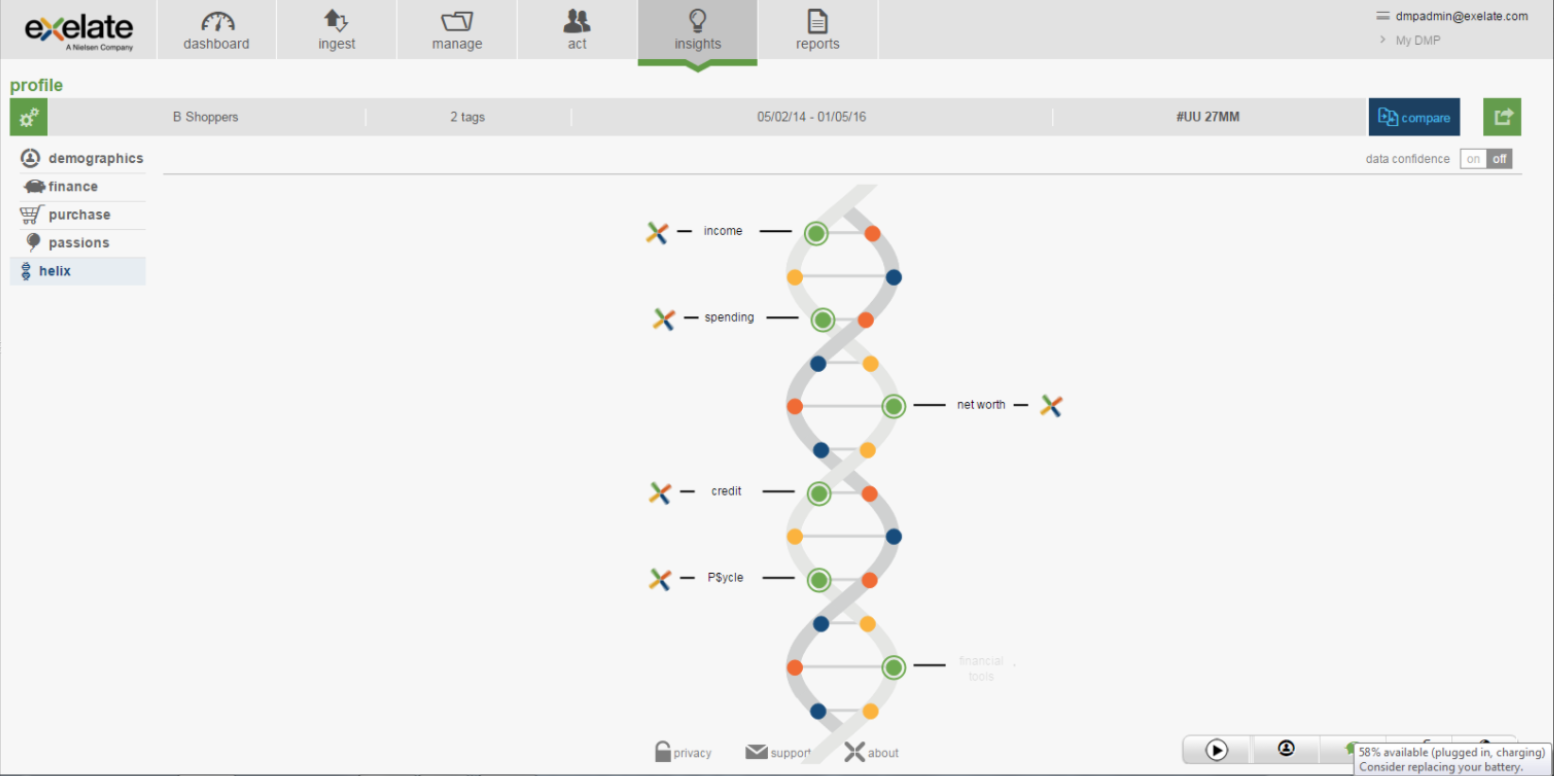 exelate
A Nielsen Company
dashboard
ingest
manage
act
insights
reports
dmpadmin@exelate.com
My DMP
profile
B Shoppers
2 tags
05/02/14 - 01/05/16
#UU 27MM
compare
demographics
data confidence on off
finance
purchase
passions
helix
income
spending
net worth
credit
P$ycle
financial
tools
privacy
support
about
58% available (plugged in, charging)
Consider replacing your battery.